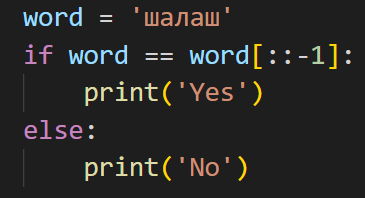 word = 'шалаш'
if word == word[::-1]:
    print('Yes')
else:
    print('No')